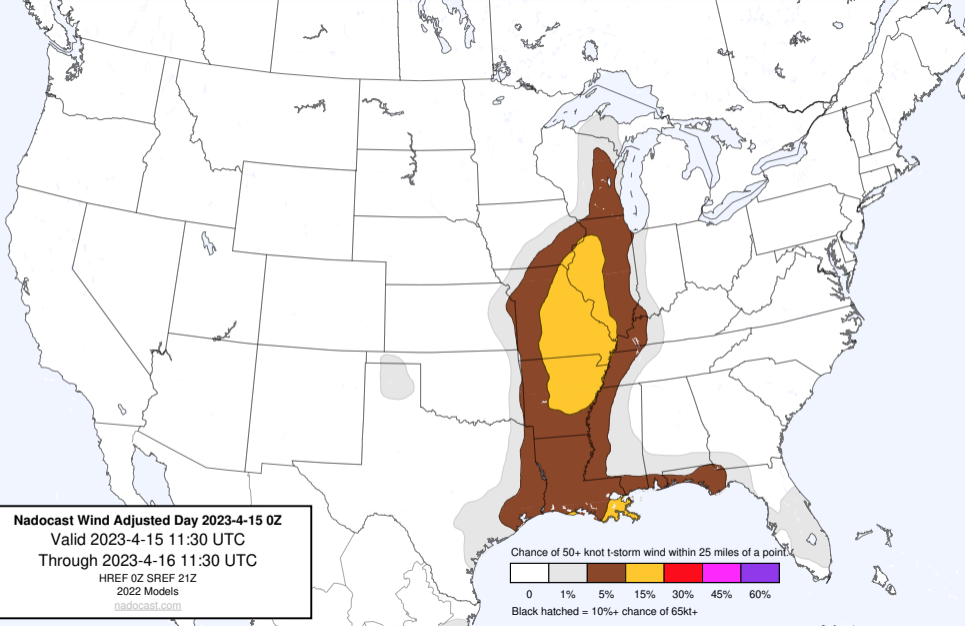 Nadocast Wind Adjusted Day 2023-4-15 0Z
Valid 2023-4-15 11:30 UTC
Through 2023-4-16 11:30 UTC
HREF 0Z SREF 21Z
2022 Models
nadocast.com
Chance of 50+ knot t-storm wind within 25 miles of a point.
0 1% 5% 15% 30% 45% 60%
Black hatched = 10%+ chance of 65kt+